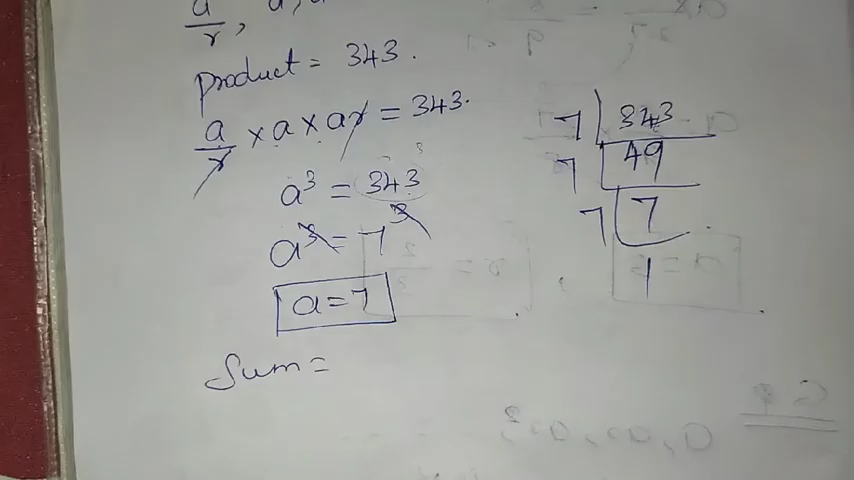 a/r, a, a
product = 343.
a/r × a × ar = 343.
a³ = 343
a³ = 7³
a = 7
Sum =
7 | 343
7 | 49
7 | 7
1